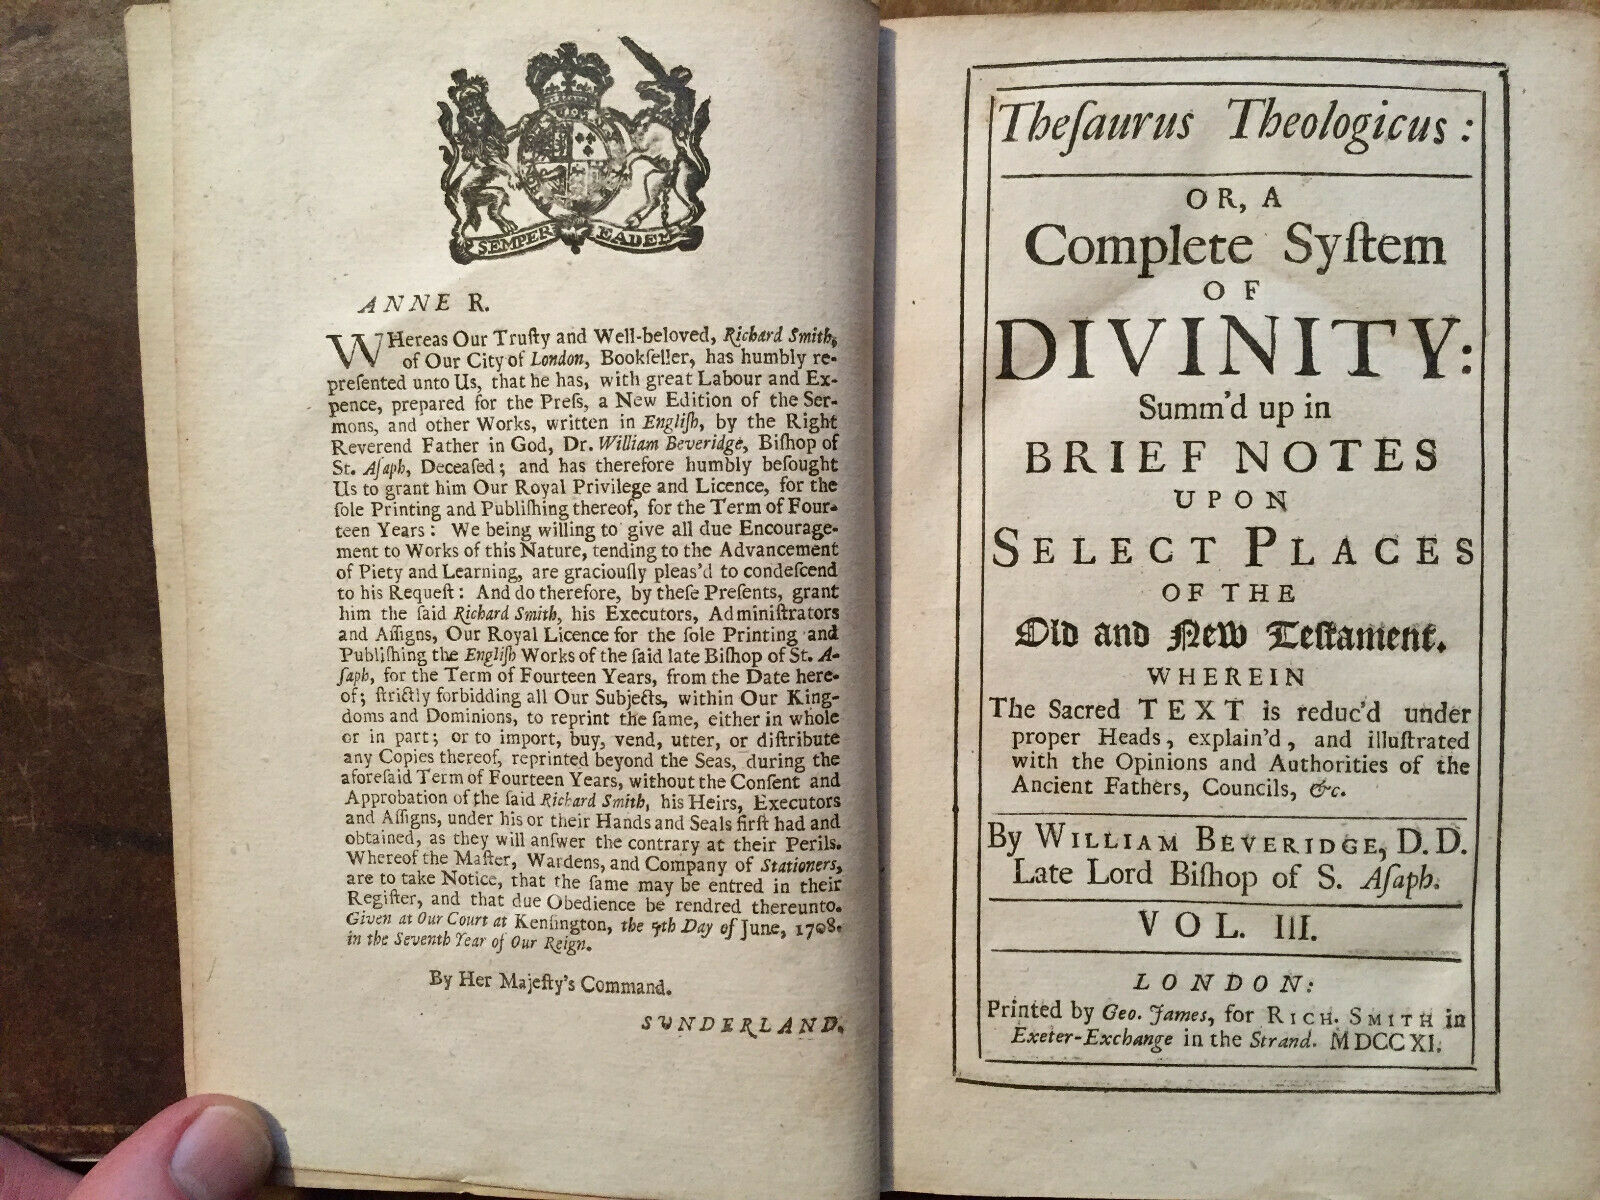 SEMPER EADEM
ANNE R.
WHereas Our Truſty and Well-beloved, Richard Smith,
of Our City of London, Bookſeller, has humbly re-
preſented unto Us, that he has, with great Labour and Ex-
pence, prepared for the Preſs, a New Edition of the Ser-
mons, and other Works, written in Engliſh, by the Right
Reverend Father in God, Dr. William Beveridge, Biſhop of
St. Aſaph, Deceaſed; and has therefore humbly beſought
Us to grant him Our Royal Privilege and Licence, for the
ſole Printing and Publiſhing thereof, for the Term of Four-
teen Years: We being willing to give all due Encourage-
ment to Works of this Nature, tending to the Advancement
of Piety and Learning, are graciouſly pleas'd to condeſcend
to his Requeſt: And do therefore, by theſe Preſents, grant
him the ſaid Richard Smith, his Executors, Adminiſtrators
and Aſſigns, Our Royal Licence for the ſole Printing and
Publiſhing the Engliſh Works of the ſaid late Biſhop of St. A-
ſaph, for the Term of Fourteen Years, from the Date here-
of; ſtrictly forbidding all Our Subjects, within Our King-
doms and Dominions, to reprint the ſame, either in whole
or in part; or to import, buy, vend, utter, or diſtribute
any Copies thereof, reprinted beyond the Seas, during the
aforeſaid Term of Fourteen Years, without the Conſent and
Approbation of the ſaid Richard Smith, his Heirs, Executors
and Aſſigns, under his or their Hands and Seals firſt had and
obtained, as they will anſwer the contrary at their Perils.
Whereof the Maſter, Wardens, and Company of Stationers,
are to take Notice, that the ſame may be entred in their
Regiſter, and that due Obedience be rendred thereunto.
Given at Our Court at Kenſington, the 5th Day of June, 1708.
in the Seventh Year of Our Reign.
By Her Majeſty's Command.
SUNDERLAND.
Theſaurus Theologicus:
OR, A
Complete Syſtem
OF
DIVINITY:
Summ'd up in
BRIEF NOTES
UPON
SELECT PLACES
OF THE
Old and New Teſtament.
WHEREIN
The Sacred TEXT is reduc'd under
proper Heads, explain'd, and illuſtrated
with the Opinions and Authorities of the
Ancient Fathers, Councils, &c.
By WILLIAM BEVERIDGE, D.D.
Late Lord Biſhop of S. Aſaph.
VOL. III.
LONDON:
Printed by Geo. James, for RICH. SMITH in
Exeter-Exchange in the Strand. MDCCXI.